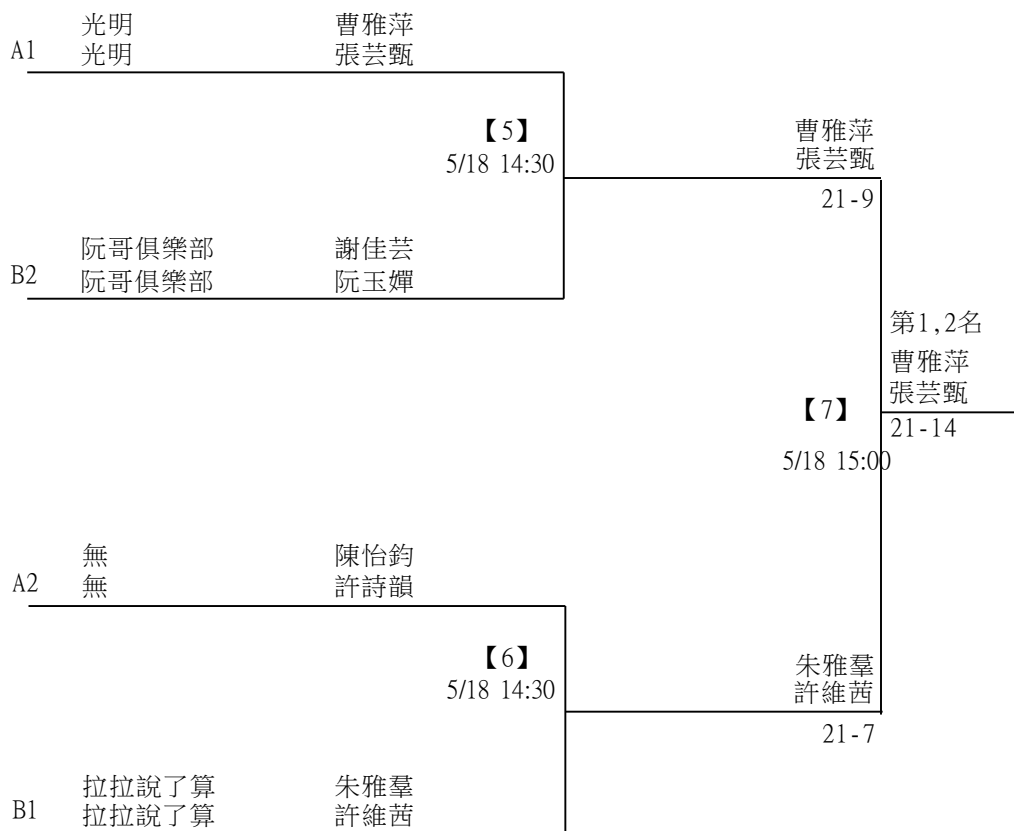 光明 曹雅萍
A1 光明 張芸甄
【5】 曹雅萍
5/18 14:30 張芸甄
21-9
阮哥俱樂部 謝佳芸
B2 阮哥俱樂部 阮玉嬋
第1,2名
曹雅萍
張芸甄
【7】
21-14
5/18 15:00
無 陳怡鈞
A2 無 許詩韻
【6】 朱雅羣
5/18 14:30 許維茜
21-7
拉拉說了算 朱雅羣
B1 拉拉說了算 許維茜